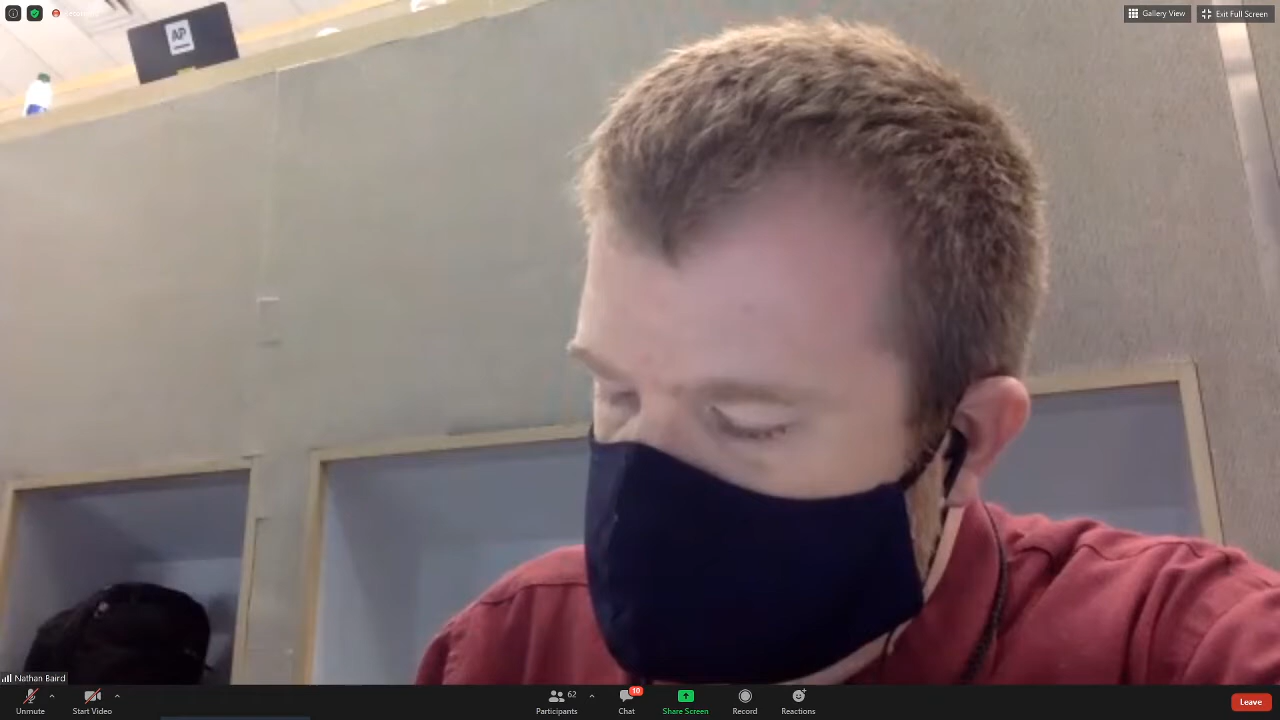 Recording
Gallery View
Exit Full Screen
AP
Nathan Baird
Unmute
Start Video
62
Participants
10
Chat
Share Screen
Record
Reactions
Leave